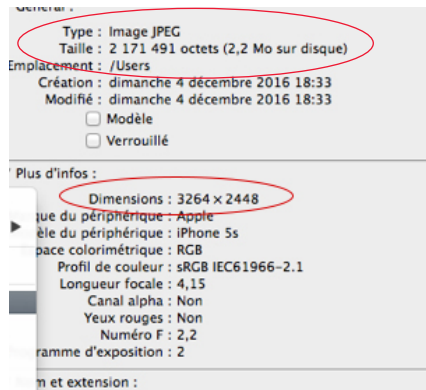 Général :
Type : Image JPEG
Taille : 2 171 491 octets (2,2 Mo sur disque)
Emplacement : /Users
Création : dimanche 4 décembre 2016 18:33
Modifié : dimanche 4 décembre 2016 18:33
Modèle
Verrouillé
Plus d'infos :
Dimensions : 3264 × 2448
que du périphérique : Apple
èle du périphérique : iPhone 5s
pace colorimétrique : RGB
Profil de couleur : sRGB IEC61966-2.1
Longueur focale : 4,15
Canal alpha : Non
Yeux rouges : Non
Numéro F : 2,2
ramme d'exposition : 2
m et extension :